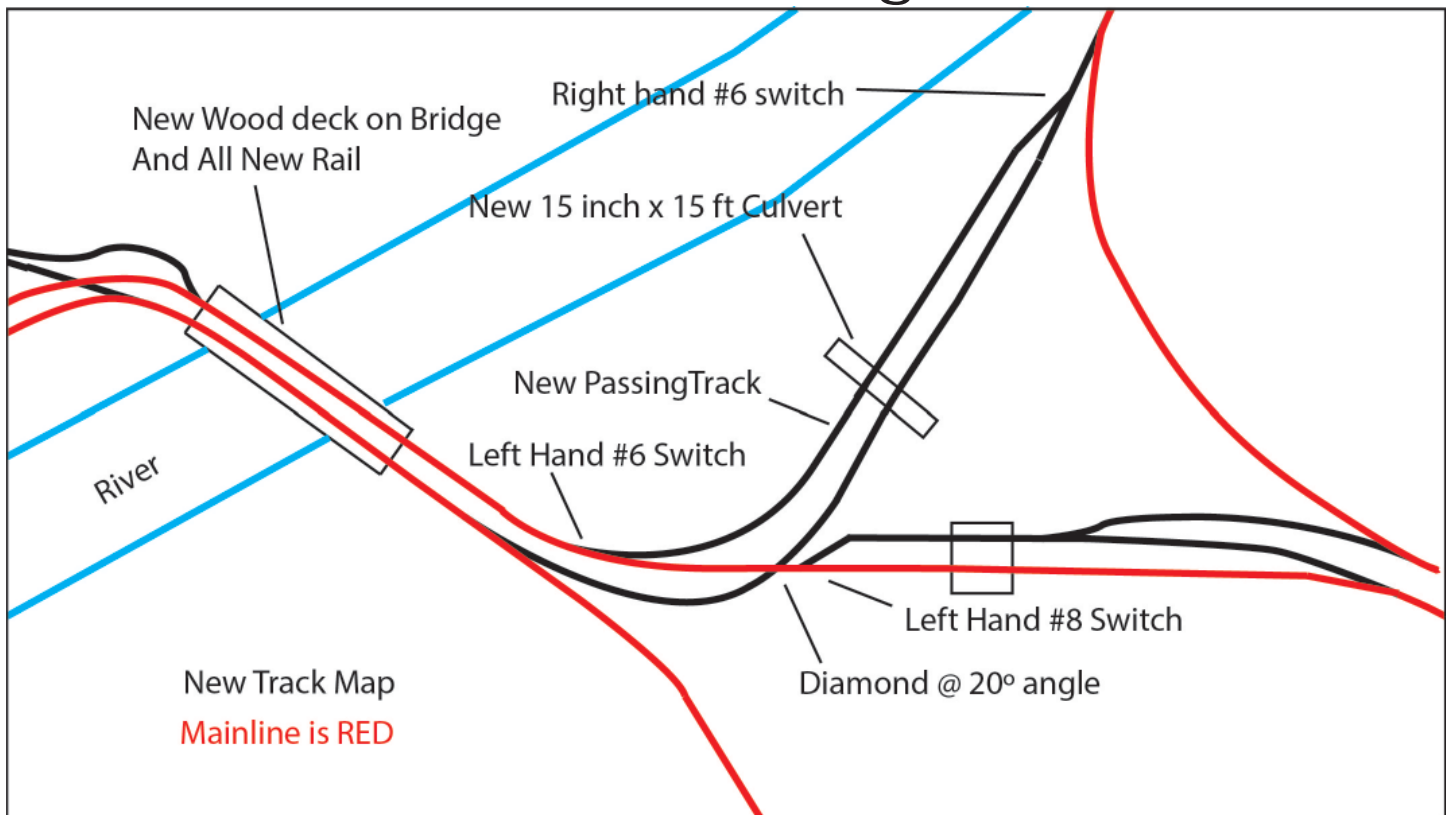 Right hand #6 switch
New Wood deck on Bridge
And All New Rail
New 15 inch x 15 ft Culvert
New PassingTrack
Left Hand #6 Switch
River
Left Hand #8 Switch
New Track Map
Diamond @ 20º angle
Mainline is RED